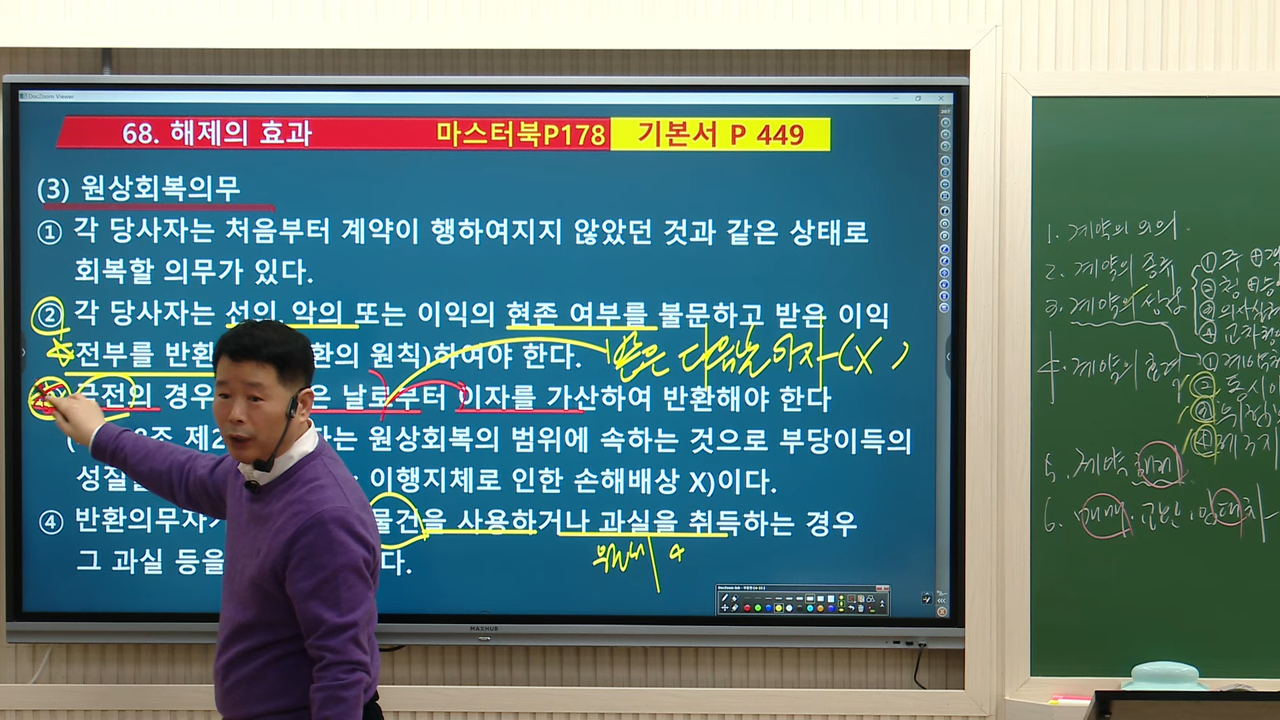 DocZoom Viewer
68. 해제의 효과 마스터북P178 기본서 P 449
(3) 원상회복의무
① 각 당사자는 처음부터 계약이 행하여지지 않았던 것과 같은 상태로
회복할 의무가 있다.
② 각 당사자는 선의, 악의 또는 이익의 현존 여부를 불문하고 받은 이익
전부를 반환 환의 원칙)하여야 한다.
받은 다음날 이자 (X)
금전의 경우 은 날로부터 이자를 가산하여 반환해야 한다
조 제2 는 원상회복의 범위에 속하는 것으로 부당이득의
성질을 : 이행지체로 인한 손해배상 X)이다.
④ 반환의무자가 물건을 사용하거나 과실을 취득하는 경우
그 과실 등을 다.
MAXHUB
1. 계약의 의의.
2. 계약의 종류
3. 계약의 성립
4. 계약의 효력
5. 계약 해제
6. 매매. 교환. 임대차